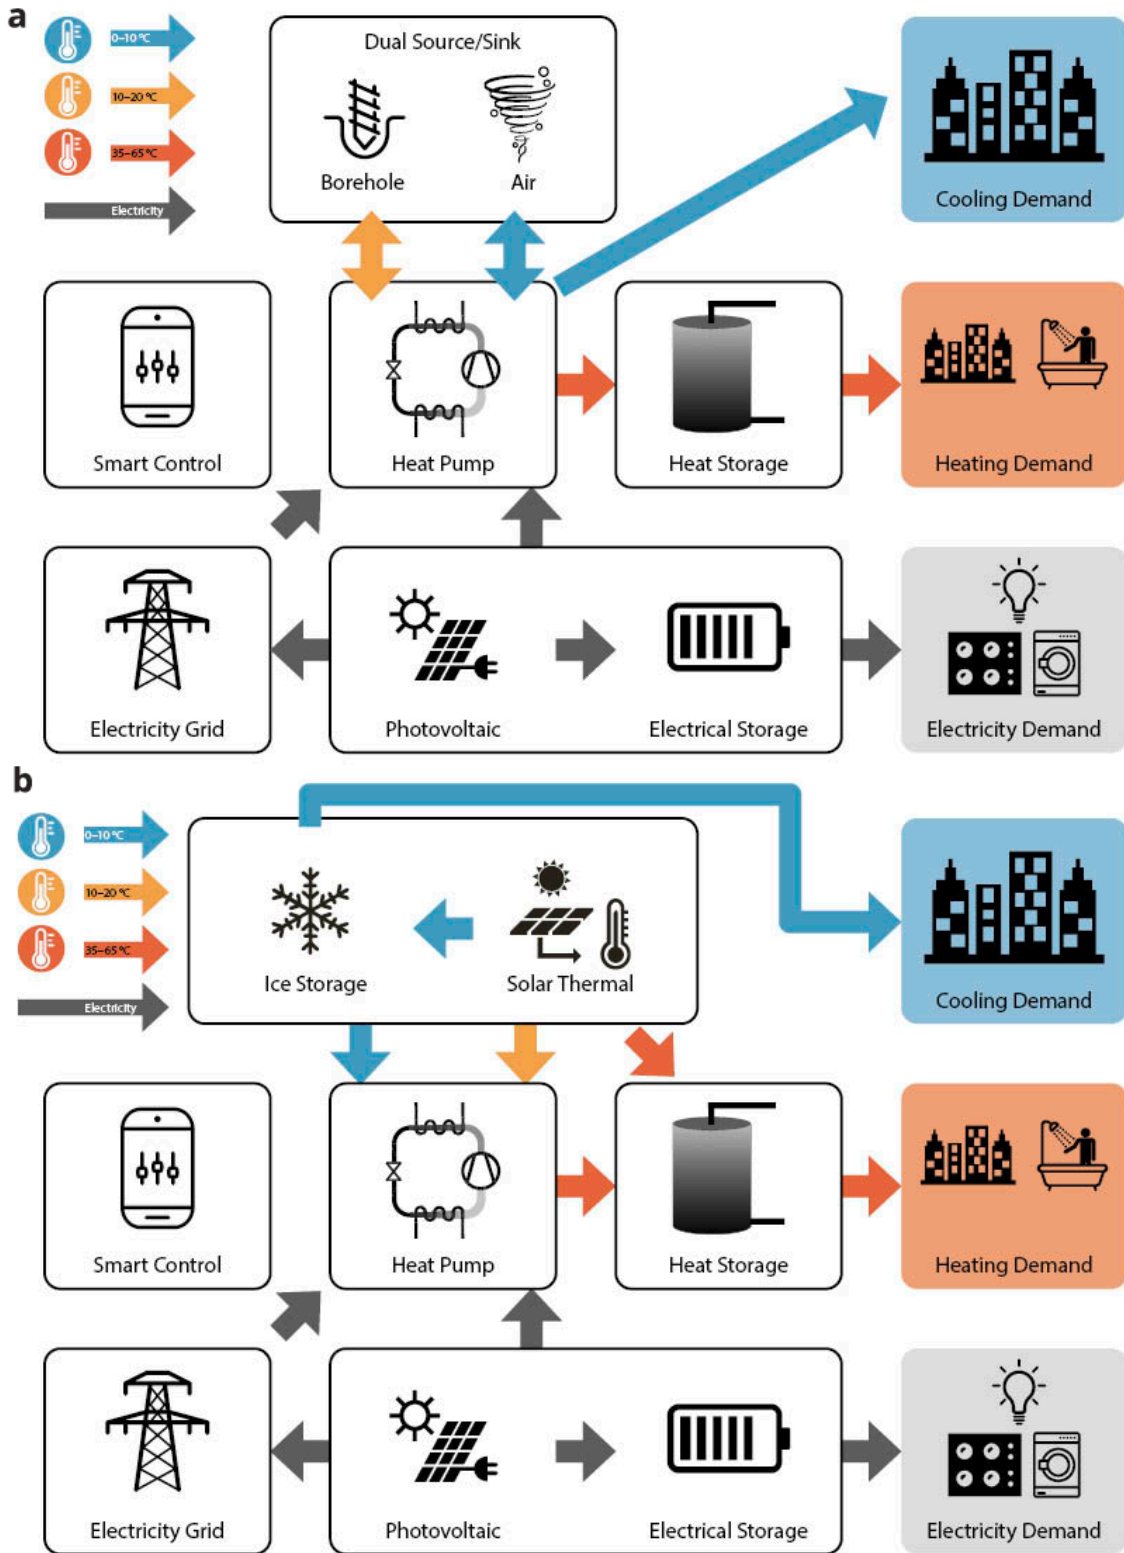 a
0–10 °C
10–20 °C
35–65 °C
Electricity
Dual Source/Sink
Borehole
Air
Cooling Demand
Smart Control
Heat Pump
Heat Storage
Heating Demand
Electricity Grid
Photovoltaic
Electrical Storage
Electricity Demand
b
0–10 °C
10–20 °C
35–65 °C
Electricity
Ice Storage
Solar Thermal
Cooling Demand
Smart Control
Heat Pump
Heat Storage
Heating Demand
Electricity Grid
Photovoltaic
Electrical Storage
Electricity Demand